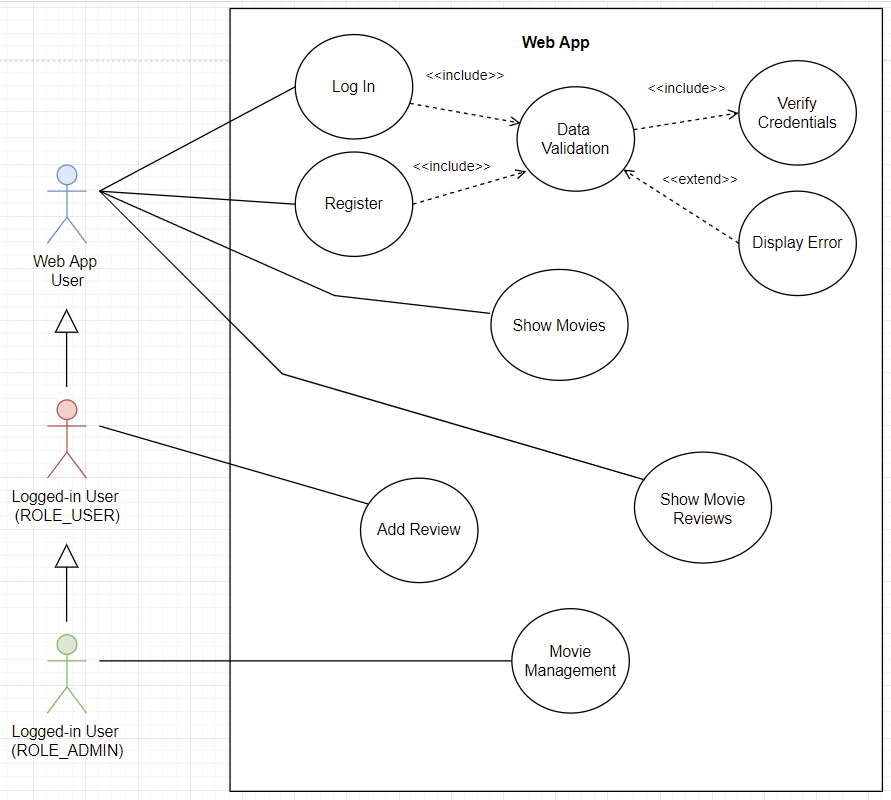 Web App
Log In
<<include>>
Data
Validation
<<include>>
Verify
Credentials
Register
<<include>>
<<extend>>
Display Error
Web App
User
Show Movies
Logged-in User
(ROLE_USER)
Add Review
Show Movie
Reviews
Movie
Management
Logged-in User
(ROLE_ADMIN)